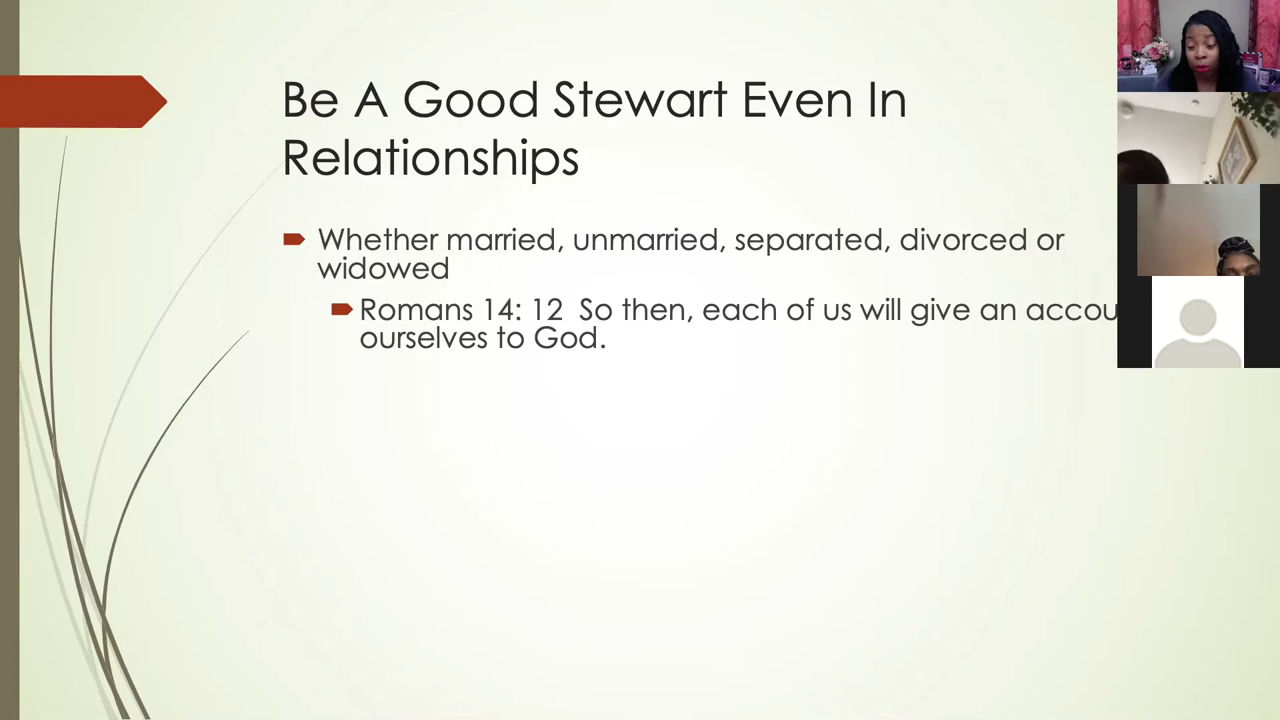 Be A Good Stewart Even In
Relationships
Whether married, unmarried, separated, divorced or
widowed
Romans 14: 12 So then, each of us will give an accou
ourselves to God.